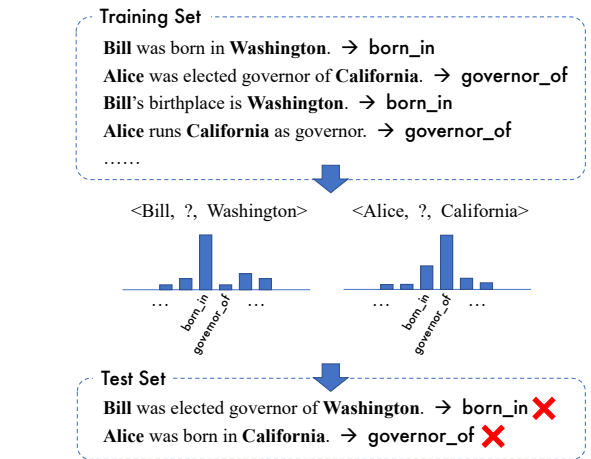 Training Set
Bill was born in Washington. → born_in
Alice was elected governor of California. → governor_of
Bill's birthplace is Washington. → born_in
Alice runs California as governor. → governor_of
......
<Bill, ?, Washington> <Alice, ?, California>
... born_in governor_of ... ... born_in governor_of ...
Test Set
Bill was elected governor of Washington. → born_in ❌
Alice was born in California. → governor_of ❌